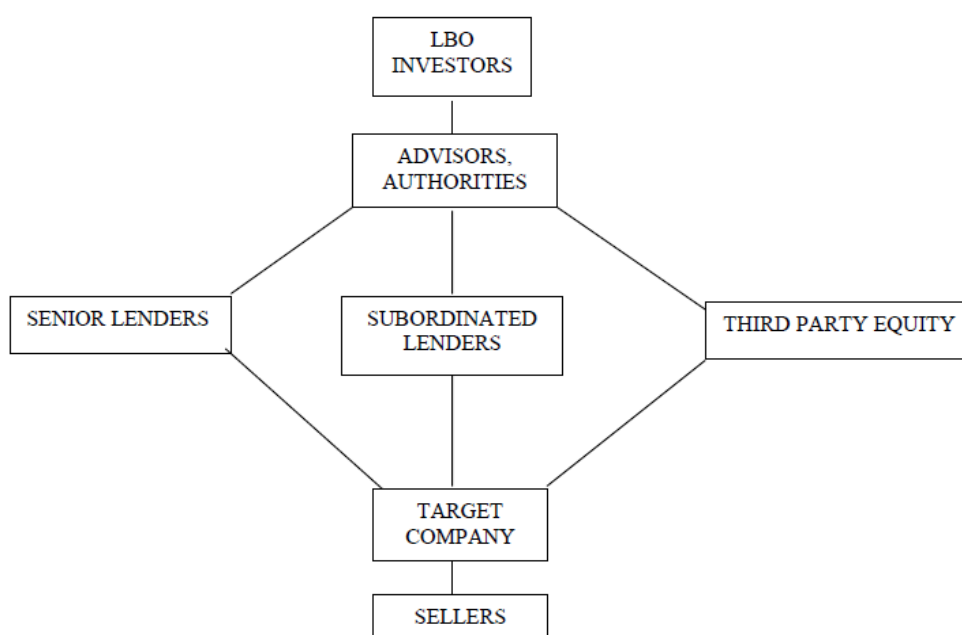 LBO
INVESTORS
ADVISORS,
AUTHORITIES
SENIOR LENDERS
SUBORDINATED
LENDERS
THIRD PARTY EQUITY
TARGET
COMPANY
SELLERS